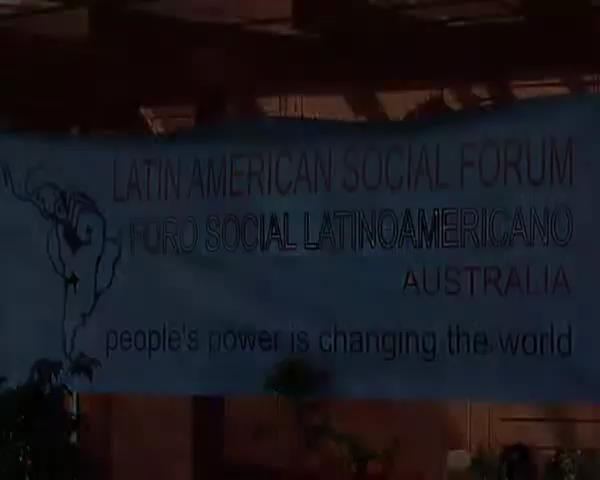 LATIN AMERICAN SOCIAL FORUM
FORO SOCIAL LATINOAMERICANO
AUSTRALIA
people's power is changing the world